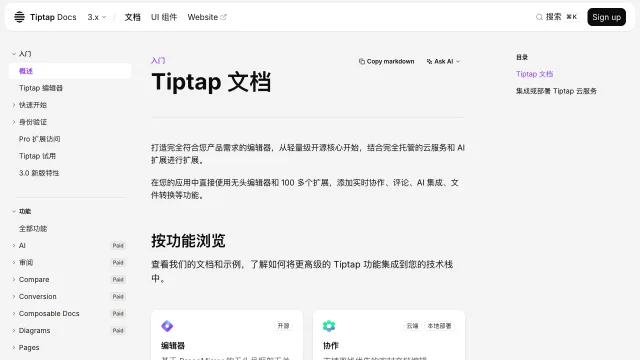 Tiptap Docs
3.x
/
文档
UI 组件
Website
搜索 ⌘K
Sign up
入门
概述
Tiptap 编辑器
快速开始
身份验证
Pro 扩展访问
Tiptap 试用
3.0 新版特性
功能
全部功能
AI Paid
审阅 Paid
Compare Paid
Conversion Paid
Composable Docs Paid
Diagrams Paid
Pages
入门
Copy markdown
Ask AI
Tiptap 文档
打造完全符合您产品需求的编辑器，从轻量级开源核心开始，结合完全托管的云服务和 AI
扩展进行扩展。
在您的应用中直接使用无头编辑器和 100 多个扩展，添加实时协作、评论、AI 集成、文
件转换等功能。
按功能浏览
查看我们的文档和示例，了解如何将更高级的 Tiptap 功能集成到您的技术栈
中。
开源
编辑器
云端 本地部署
协作
目录
Tiptap 文档
集成或部署 Tiptap 云服务